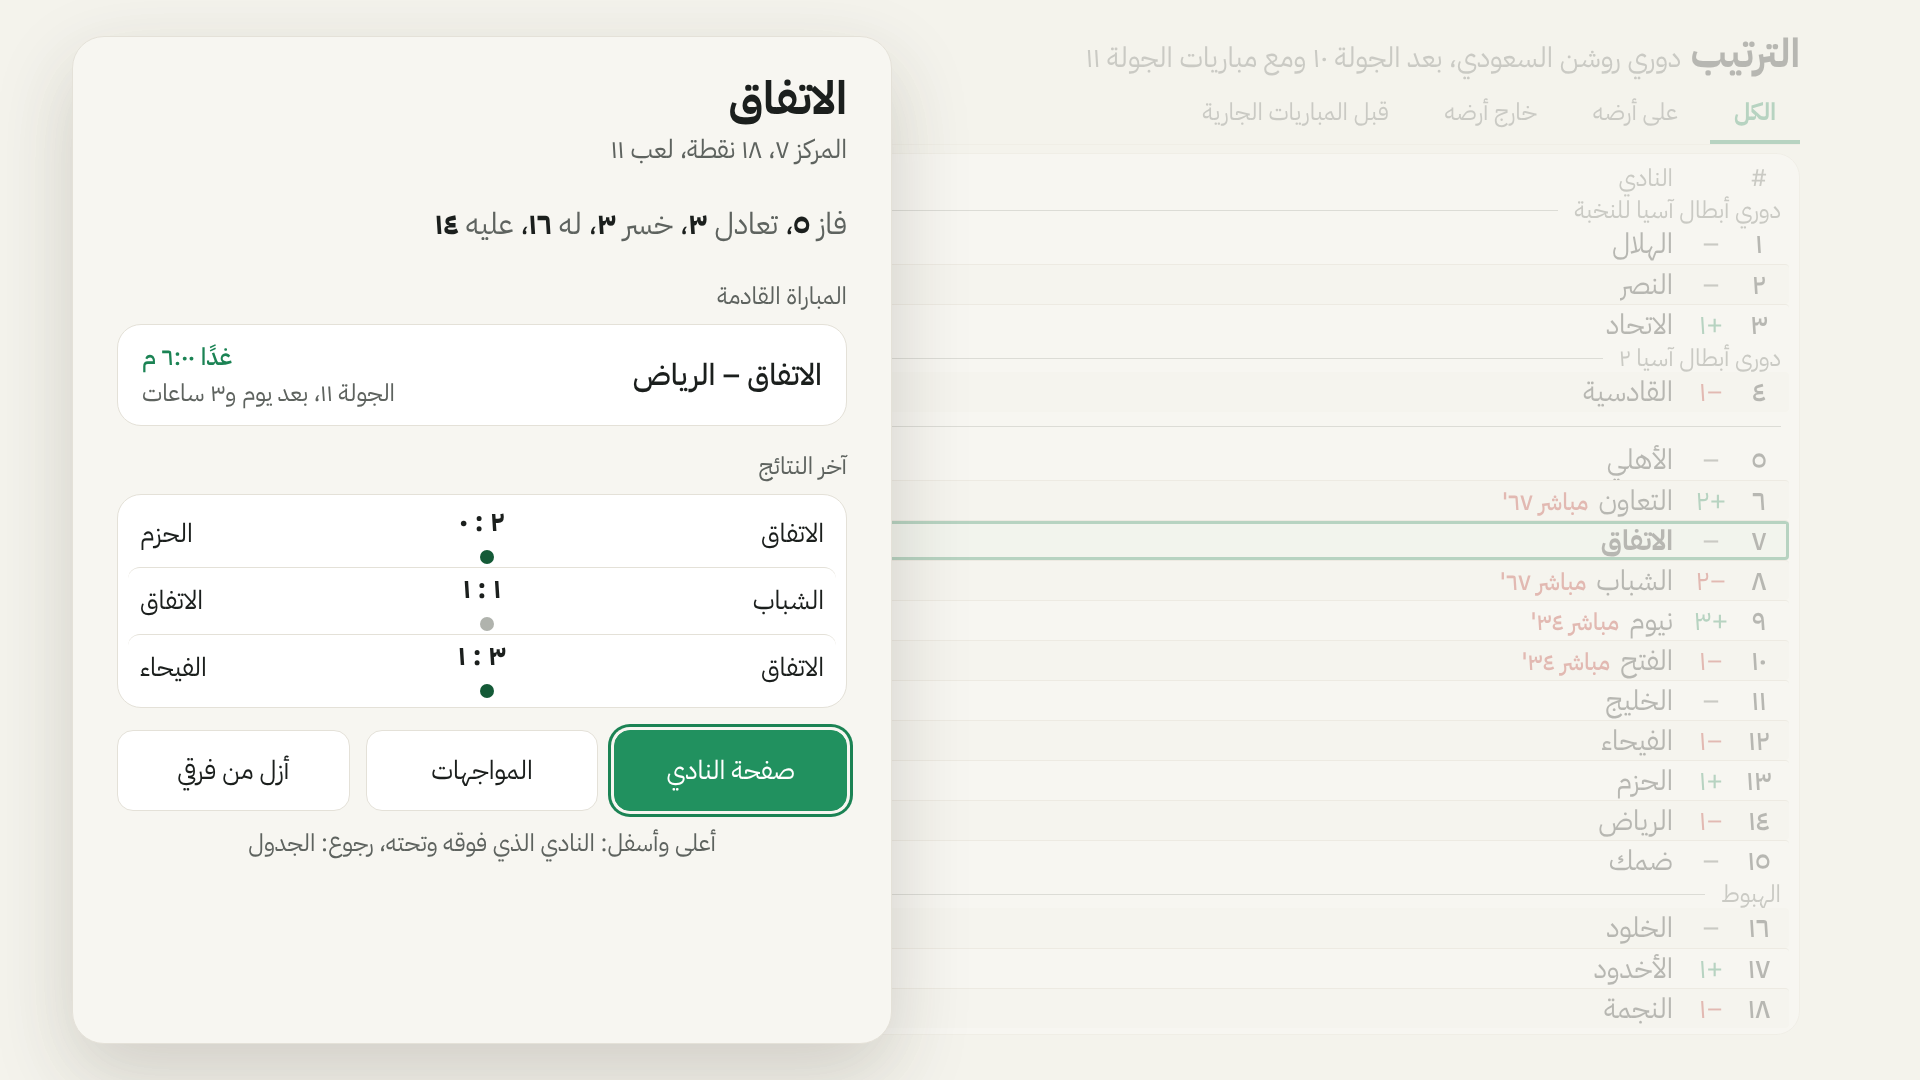 الترتيب دوري روشن السعودي، بعد الجولة ١٠ ومع مباريات الجولة ١١
الكل
على أرضه
خارج أرضه
قبل المباريات الجارية
# النادي
دوري أبطال آسيا للنخبة
١ – الهلال
٢ – النصر
٣ +١ الاتحاد
دوري أبطال آسيا ٢
٤ –١ القادسية
٥ – الأهلي
٦ +٢ التعاون مباشر ٦٧'
٧ – الاتفاق
٨ –٢ الشباب مباشر ٦٧'
٩ +٣ نيوم مباشر ٣٤'
١٠ –١ الفتح مباشر ٣٤'
١١ – الخليج
١٢ –١ الفيحاء
١٣ +١ الحزم
١٤ –١ الرياض
١٥ – ضمك
الهبوط
١٦ – الخلود
١٧ +١ الأخدود
١٨ –١ النجمة
الاتفاق
المركز ٧، ١٨ نقطة، لعب ١١
فاز ٥، تعادل ٣، خسر ٣، له ١٦، عليه ١٤
المباراة القادمة
الاتفاق – الرياض
غدًا ٦:٠٠ م
الجولة ١١، بعد يوم و٣ ساعات
آخر النتائج
الاتفاق ٢ : ٠ الحزم
الشباب ١ : ١ الاتفاق
الاتفاق ٣ : ١ الفيحاء
صفحة النادي
المواجهات
أزل من فرقي
أعلى وأسفل: النادي الذي فوقه وتحته، رجوع: الجدول